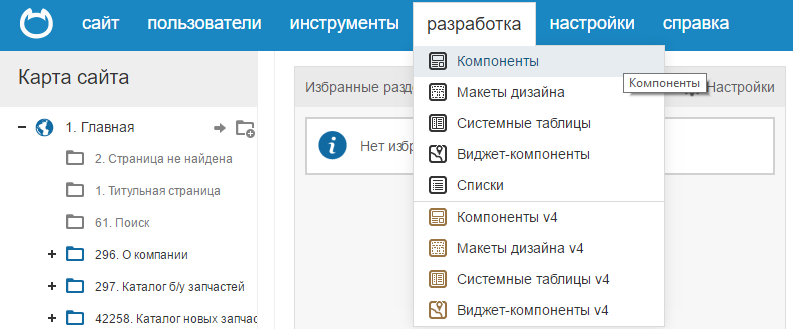 сайт пользователи инструменты разработка настройки справка
Карта сайта
1. Главная
2. Страница не найдена
1. Титульная страница
61. Поиск
296. О компании
297. Каталог б/у запчастей
42258. Каталог новых запчас
Избранные разде
Настройки
Нет избр
Компоненты
Макеты дизайна
Системные таблицы
Виджет-компоненты
Списки
Компоненты v4
Макеты дизайна v4
Системные таблицы v4
Виджет-компоненты v4
Компоненты